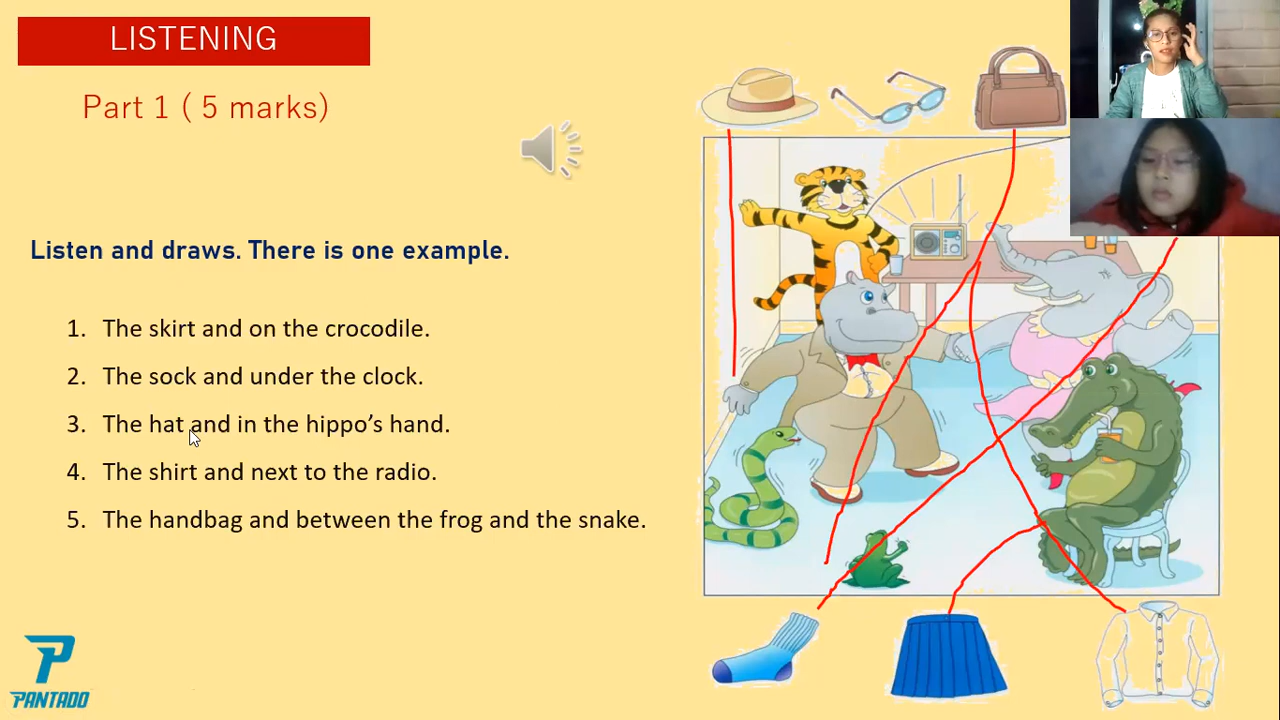 LISTENING
Part 1 ( 5 marks)
Listen and draws. There is one example.
1. The skirt and on the crocodile.
2. The sock and under the clock.
3. The hat and in the hippo’s hand.
4. The shirt and next to the radio.
5. The handbag and between the frog and the snake.
PANTADO